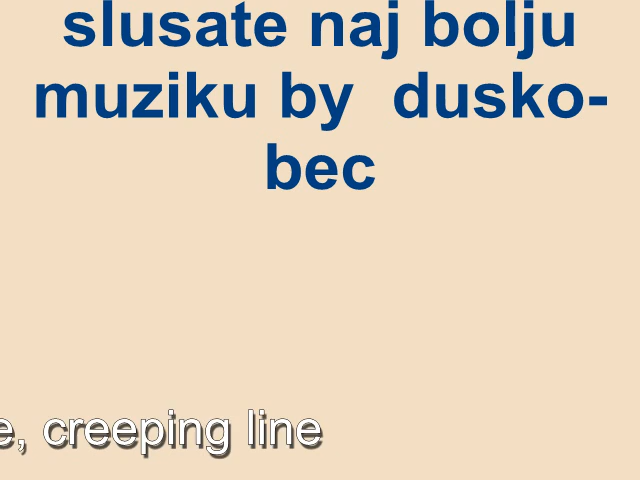 slusate naj bolju
muziku by  dusko-
bec
e, creeping line